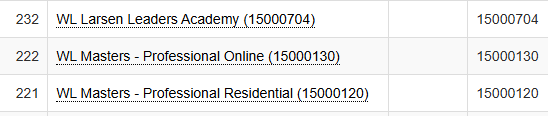 232 WL Larsen Leaders Academy (15000704) 15000704
222 WL Masters - Professional Online (15000130) 15000130
221 WL Masters - Professional Residential (15000120) 15000120